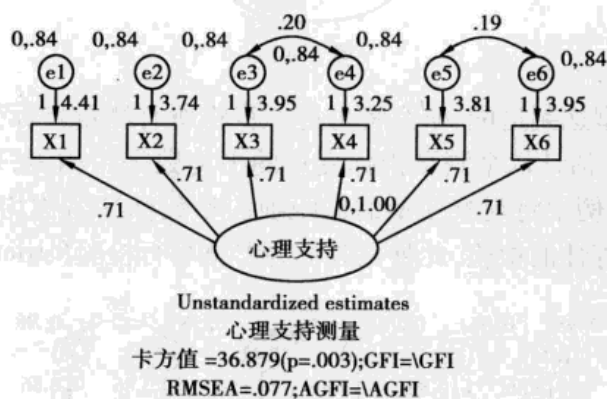 .20 .19
0,.84 0,.84 0,.84 0,.84 0,.84 0,.84
e1 e2 e3 e4 e5 e6
1 4.41 1 3.74 1 3.95 1 3.25 1 3.81 1 3.95
X1 X2 X3 X4 X5 X6
.71 .71 .71 .71 .71 .71
0,1.00
心理支持
Unstandardized estimates
心理支持测量
卡方值 =36.879(p=.003);GFI=\GFI
RMSEA=.077;AGFI=\AGFI